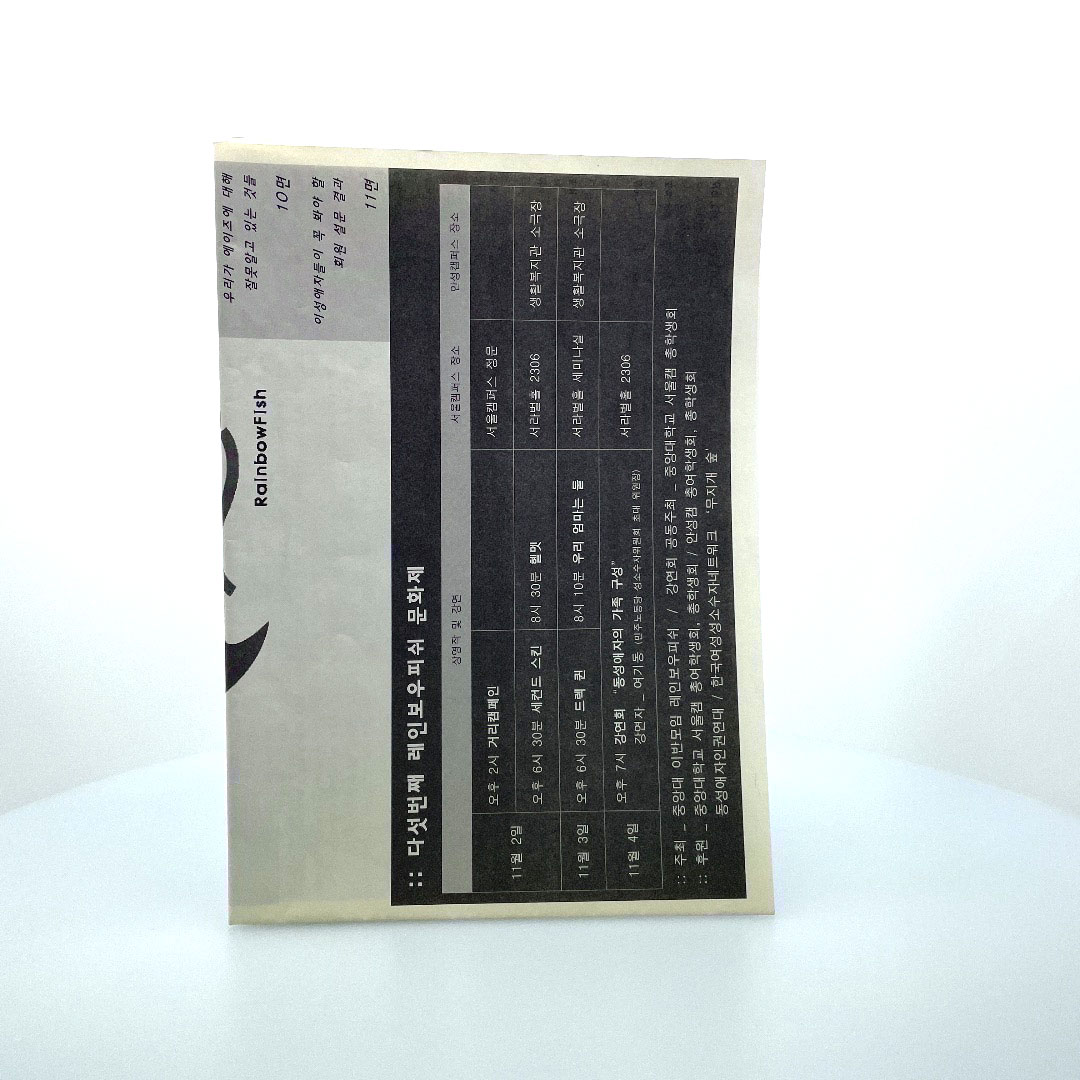 우리가 에이즈에 대해
잘못알고 있는 것들
10면
이성애자들이 꼭 봐야 할
회원 설문 결과
11면
RainbowFish
:: 다섯번째 레인보우피쉬 문화제
상영작 및 강연 서울캠퍼스 장소 안성캠퍼스 장소
11월 2일 오후 2시 거리캠페인 서울캠퍼스 정문
오후 6시 30분 세컨드 스킨 8시 30분 헬멧 서라벌홀 2306 생활복지관 소극장
11월 3일 오후 6시 30분 드랙 퀸 8시 10분 우리 엄마는 둘 서라벌홀 세미나실 생활복지관 소극장
11월 4일 오후 7시 강연회 "동성애자의 가족 구성" 서라벌홀 2306
강연자 - 여기동 (민주노동당 성소수자위원회 초대 위원장)
:: 주최 - 중앙대 이반모임 레인보우피쉬 / 강연회 공동주최 - 중앙대학교 서울캠 총학생회
:: 후원 - 중앙대학교 서울캠 총여학생회, 총학생회 / 안성캠 총여학생회, 총학생회
동성애자인권연대 / 한국여성성소수자네트워크 '무지개 숲'